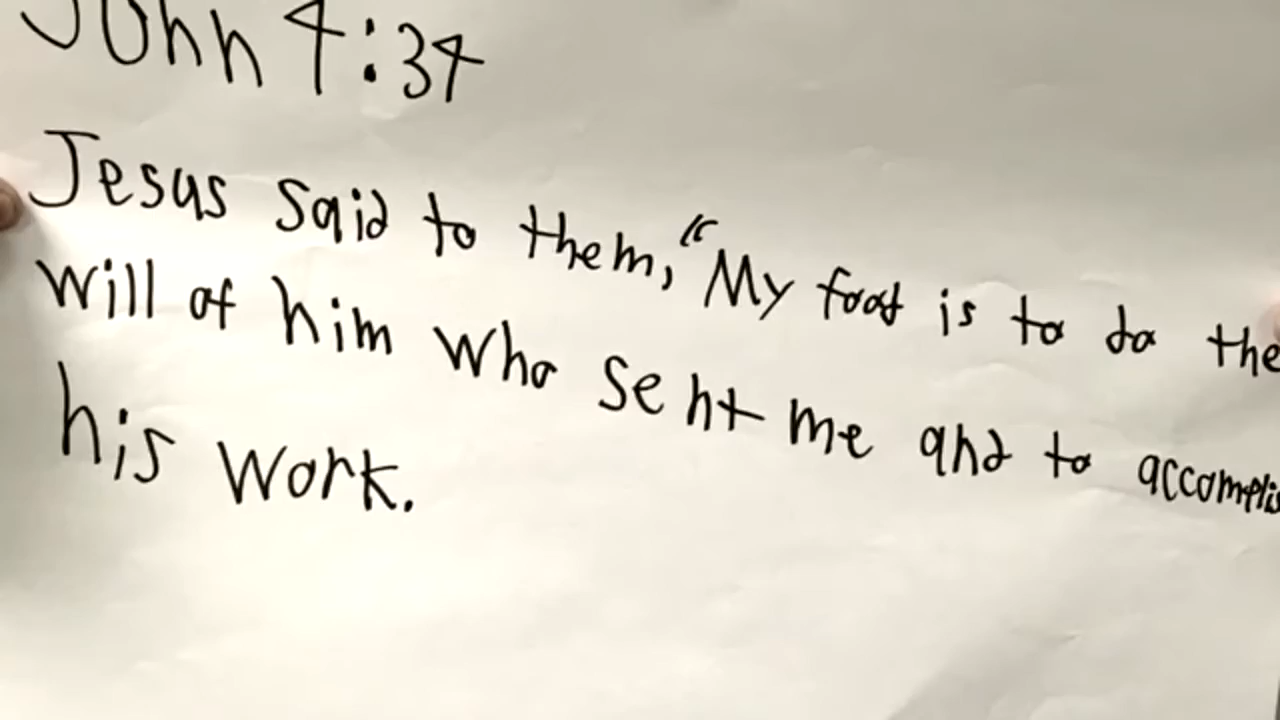 John 4:34
Jesus said to them, “My food is to do the
will of him who sent me and to accomplis
his work.